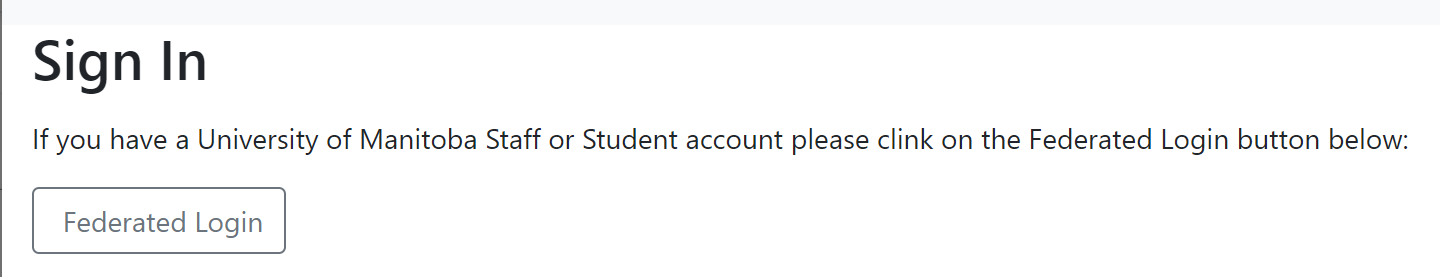 Sign In
If you have a University of Manitoba Staff or Student account please clink on the Federated Login button below:
Federated Login